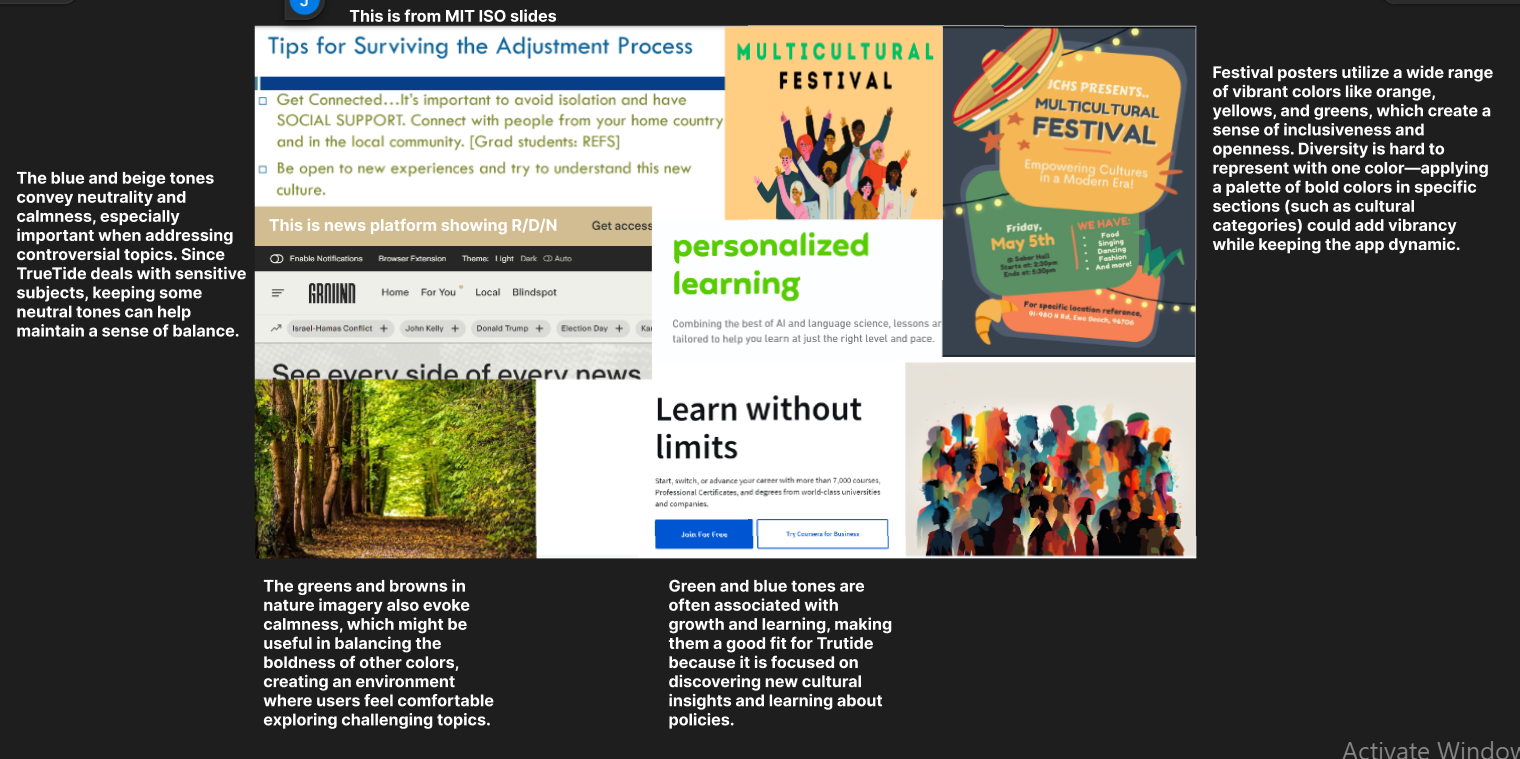 J
This is from MIT ISO slides
Tips for Surviving the Adjustment Process
Get Connected...It's important to avoid isolation and have
SOCIAL SUPPORT. Connect with people from your home country
and in the local community. [Grad students: REFS]
Be open to new experiences and try to understand this new
culture.
MULTICULTURAL
FESTIVAL
JCHS PRESENTS..
MULTICULTURAL
FESTIVAL
Empowering Cultures
in a Modern Era!
Friday,
May 5th
@ Sabor Hall
Starts at: 2:30pm
Ends at: 5:30pm
WE HAVE:
Food
Singing
Dancing
Fashion
And more!
For specific location reference,
91-980 N Rd, Ewa Beach, 96706
Festival posters utilize a wide range
of vibrant colors like orange,
yellows, and greens, which create a
sense of inclusiveness and
openness. Diversity is hard to
represent with one color—applying
a palette of bold colors in specific
sections (such as cultural
categories) could add vibrancy
while keeping the app dynamic.
The blue and beige tones
convey neutrality and
calmness, especially
important when addressing
controversial topics. Since
TrueTide deals with sensitive
subjects, keeping some
neutral tones can help
maintain a sense of balance.
This is news platform showing R/D/N
Get access
Enable Notifications Browser Extension Theme: Light Dark Auto
GROUND Home For You Local Blindspot
Israel-Hamas Conflict + John Kelly + Donald Trump + Election Day + Ka
See every side of every news
personalized
learning
Combining the best of AI and language science, lessons ar
tailored to help you learn at just the right level and pace.
Learn without
limits
Start, switch, or advance your career with more than 7,000 courses,
Professional Certificates, and degrees from world-class universities
and companies.
Join For Free
Try Coursera for Business
The greens and browns in
nature imagery also evoke
calmness, which might be
useful in balancing the
boldness of other colors,
creating an environment
where users feel comfortable
exploring challenging topics.
Green and blue tones are
often associated with
growth and learning, making
them a good fit for Trutide
because it is focused on
discovering new cultural
insights and learning about
policies.
Activate Window